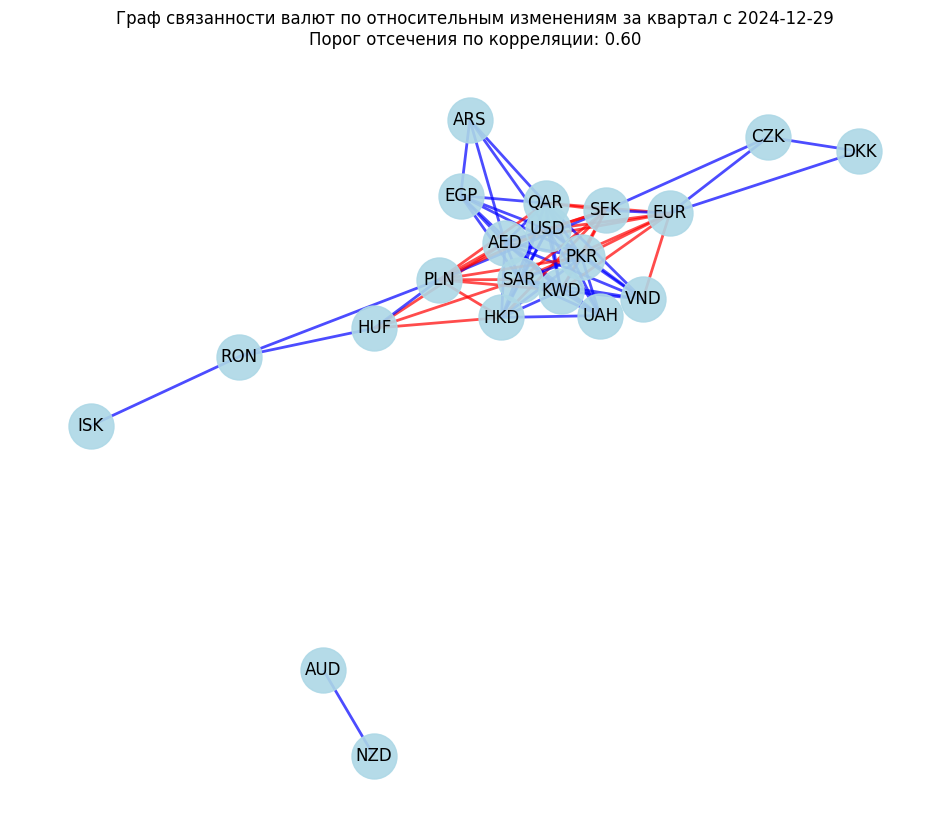 Граф связанности валют по относительным изменениям за квартал с 2024-12-29
Порог отсечения по корреляции: 0.60
ARS
CZK
DKK
EGP
QAR
SEK
EUR
USD
AED
PKR
PLN
SAR
KWD
VND
HKD
UAH
HUF
RON
ISK
AUD
NZD